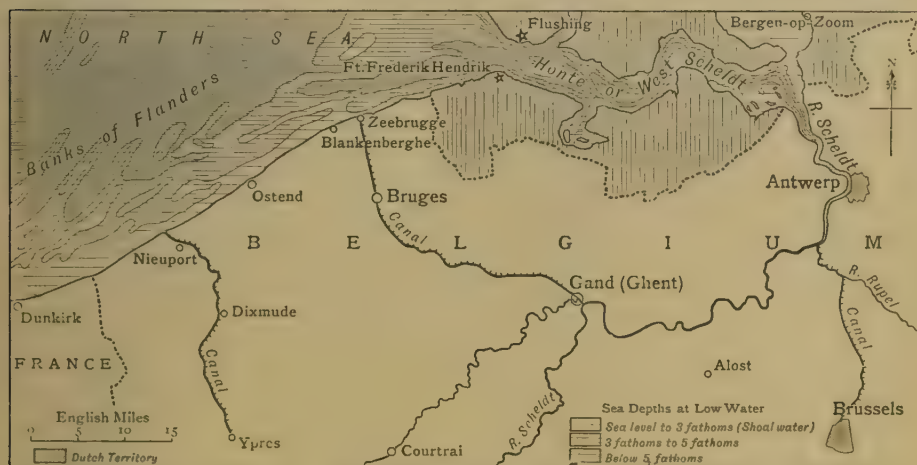 NORTH SEA
Flushing
Bergen-op-Zoom
Ft. Frederik Hendrik
Honte or West Scheldt
N
R. Scheldt
Banks of Flanders
Zeebrugge
Blankenberghe
Antwerp
Ostend
Bruges
Canal
BELGIUM
Nieuport
Gand (Ghent)
R. Rupel
Dunkirk
Dixmude
Canal
Canal
FRANCE
Alost
English Miles
0 5 10 15
Sea Depths at Low Water
Sea level to 3 fathoms (Shoal water)
3 fathoms to 5 fathoms
Below 5 fathoms
Brussels
R. Scheldt
Ypres
Courtrai
Dutch Territory